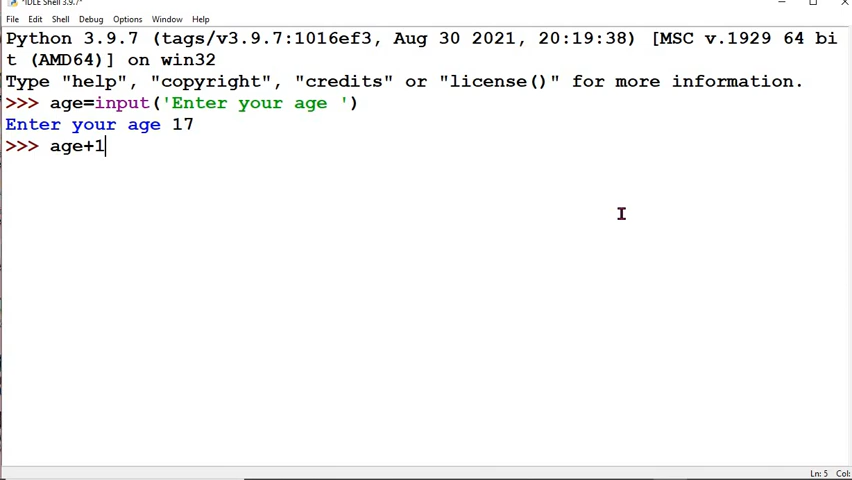 *IDLE Shell 3.9.7*
File Edit Shell Debug Options Window Help
Python 3.9.7 (tags/v3.9.7:1016ef3, Aug 30 2021, 20:19:38) [MSC v.1929 64 bi
t (AMD64)] on win32
Type "help", "copyright", "credits" or "license()" for more information.
>>> age=input('Enter your age ')
Enter your age 17
>>> age+1
Ln: 5 Col: